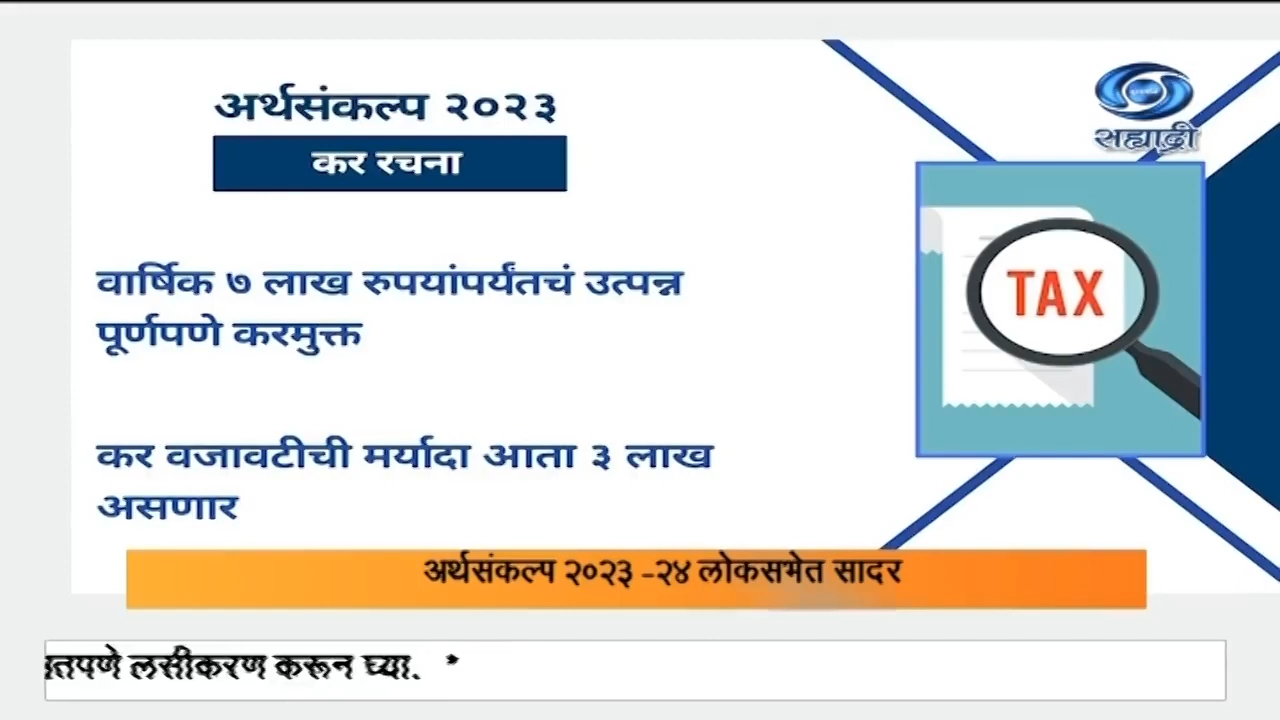 अर्थसंकल्प २०२३
कर रचना
सह्याद्री
TAX
वार्षिक ७ लाख रुपयांपर्यंतचं उत्पन्न
पूर्णपणे करमुक्त
कर वजावटीची मर्यादा आता ३ लाख
असणार
अर्थसंकल्प २०२३ -२४ लोकसभेत सादर
लसीकरण करून घ्या. *